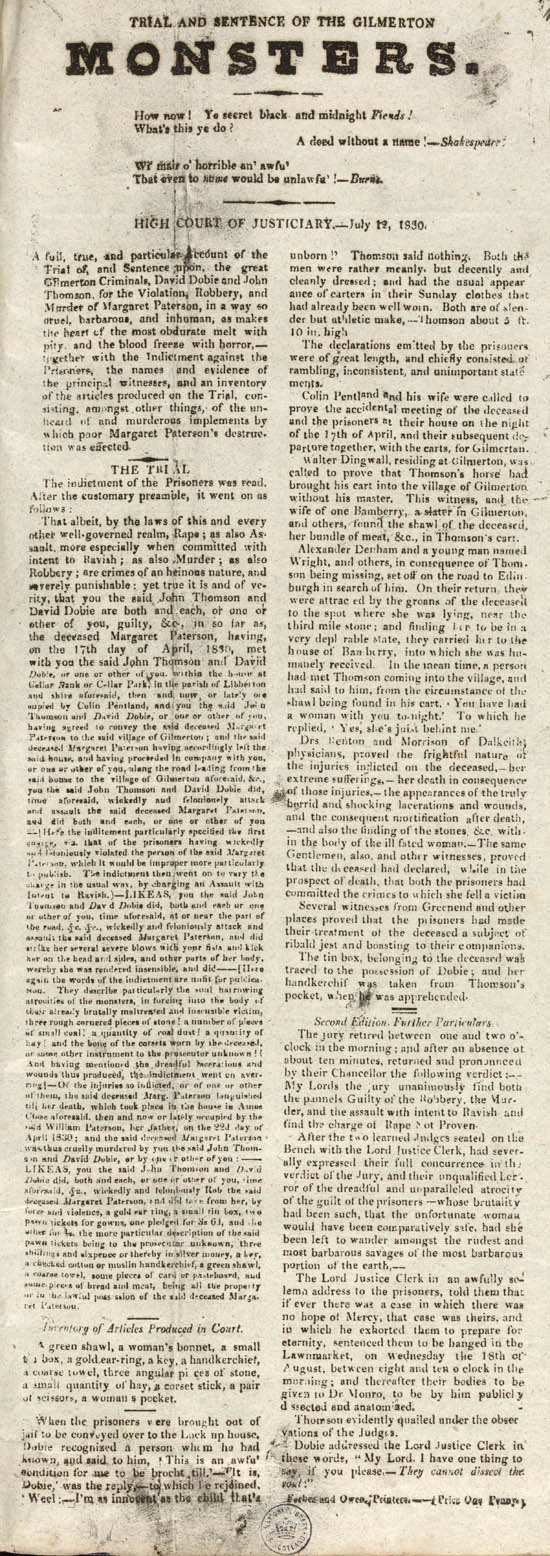 TRIAL AND SENTENCE OF THE GILMERTON
MONSTERS.
How now! Ye secret black and midnight Fiends!
What's this ye do?
A deed without a name!—Shakespeare.
Wi' mair o' horrible an' awfu'
That even to name would be unlawfu'!—Burns.
HIGH COURT OF JUSTICIARY.—July 12, 1830.
A full, true, and particular Account of the
Trial of, and Sentence upon, the great
Gilmerton Criminals, David Dobie and John
Thomson, for the Violation, Robbery, and
Murder of Margaret Paterson, in a way so
cruel, barbarous, and inhuman, as makes
the heart of the most obdurate melt with
pity, and the blood freeze with horror,—
together with the Indictment against the
Prisoners, the names and evidence of
the principal witnesses, and an inventory
of the articles produced on the Trial, con-
sisting, amongst other things, of the un-
heard of and murderous implements by
which poor Margaret Paterson's destruc-
tion was effected.
THE TRIAL
The indictment of the Prisoners was read.
After the customary preamble, it went on as
follows:
That albeit, by the laws of this and every
other well-governed realm, Rape; as also As-
sault, more especially when committed with
intent to Ravish; as also Murder; as also
Robbery; are crimes of an heinous nature, and
severely punishable: yet true it is and of ve-
rity, that you the said John Thomson and
David Dobie are both and each, or one or
other of you, guilty, &c., in so far as,
the deceased Margaret Paterson, having,
on the 17th day of April, 1830, met
with you the said John Thomson and David
Dobie, or one or other of you, within the house at
Cellar Bank or Cellar Park, in the parish of Libberton
and shire aforesaid, then and now or lately oc-
cupied by Colin Pentland, and you the said John
Thomson and David Dobie, or one or other of you,
having agreed to convey the said deceased Margaret
Paterson to the said village of Gilmerton; and the said
deceased Margaret Paterson having accordingly left the
said house, and having proceeded in company with you,
or one or other of you, along the road leading from the
said house to the village of Gilmerton aforesaid, &c.,
you the said John Thomson and David Dobie did,
time aforesaid, wickedly and feloniously attack
and assault the said deceased Margaret Paterson,
and did both and each, or one or other of you
—[Here the indictment particularly specified the first
charge, viz. that of the prisoners having wickedly
and feloniously violated the person of the said Margaret
Paterson, which it would be improper more particularly
to publish. The indictment then went on to vary the
charge in the usual way, by charging an Assault with
Intent to Ravish.]—LIKEAS, you the said John
Thomson and David Dobie did, both and each or one
or other of you, time aforesaid, at or near the part of
the road, &c. &c., wickedly and feloniously attack and
assault the said deceased Margaret Paterson, and did
strike her several severe blows with your fists and kick
her on the head and sides, and other parts of her body,
whereby she was rendered insensible, and did——[Here
again the words of the indictment are unfit for publica-
tion. They describe particularly the soul harrowing
atrocities of the monsters, in forcing into the body of
their already brutally maltreated and insensible victim,
three rough cornered pieces of stone! a number of pieces
of small coal! a quantity of coal dust! a quantity of
hay! and the bone of the corsets worn by the deceased,
or some other instrument to the prosecutor unknown!!
And having mentioned the dreadful lacerations and
wounds thus produced, the indictment went on aver-
ring]—Of the injuries so inflicted, or of one or other
of them, the said deceased Marg. Paterson languished
till her death, which took place in the house in Anns
Close aforesaid, then and now or lately occupied by the
said William Paterson, her father, on the 22d day of
April 1830; and the said deceased Margaret Paterson
was thus cruelly murdered by you the said John Thom-
son and David Dobie, or by one or other of you:—
LIKEAS, you the said John Thomson and David
Dobie did, both and each, or one or other of you, time
aforesaid, &c., wickedly and feloniously Rob the said
deceased Margaret Paterson, and did take from her, by
force and violence, a gold ear ring, a small tin box, two
pawn tickets for gowns, one pledged for 3s 6d, and the
other for 4s. the more particular description of the said
pawn tickets being to the prosecutor unknown, three
shillings and sixpence or thereby in silver money, a key,
a checked cotton or muslin handkerchief, a green shawl,
a coarse towel, some pieces of card or pasteboard, and
some pieces of bread and meat, being all the property
or in the lawful possession of the said deceased Marga-
ret Paterson.
Inventory of Articles Produced in Court.
A green shawl, a woman's bonnet, a small
tin box, a gold ear-ring, a key, a handkerchief,
a coarse towel, three angular pieces of stone,
a small quantity of hay, a corset stick, a pair
of scissors, a woman's pocket.
When the prisoners were brought out of
jail to be conveyed over to the Lock up house,
Dobie recognized a person whom he had
known, and said to him, 'This is an awfu'
condition for me to be brocht till.'—'It is,
Dobie,' was the reply,—to which he rejoined,
'Weel;—I'm as innocent as the child that's
unborn!' Thomson said nothing. Both the
men were rather meanly, but decently and
cleanly dressed; and had the usual appear
ance of carters in their Sunday clothes that
had already been well worn. Both are of slen-
der but athletic make,—Thomson about 5 ft.
10 in. high
The declarations emitted by the prisoners
were of great length, and chiefly consisted of
rambling, inconsistent, and unimportant state
ments.
Colin Pentland and his wife were called to
prove the accidental meeting of the deceased
and the prisoners at their house on the night
of the 17th of April, and their subsequent de-
parture together, with the carts, for Gilmerton.
Walter Dingwall, residing at Gilmerton, was
called to prove that Thomson's horse had
brought his cart into the village of Gilmerton
without his master. This witness, and the
wife of one Bamberry, a slater in Gilmerton,
and others, found the shawl of the deceased,
her bundle of meat, &c., in Thomson's cart.
Alexander Denham and a young man named
Wright, and others, in consequence of Thom-
son being missing, set off on the road to Edin-
burgh in search of him. On their return, they
were attracted by the groans of the deceased
to the spot where she was lying, near the
third mile stone; and finding her to be in a
very deplorable state, they carried her to the
house of Bamberry, into which she was hu-
manely received. In the mean time, a person
had met Thomson coming into the village, and
had said to him, from the circumstance of the
shawl being found in his cart, 'You have had
a woman with you to-night.' To which he
replied, 'Yes, she's juist behint me.'
Drs Renton and Morrison of Dalkeith,
physicians, proved the frightful nature of
the injuries inflicted on the deceased,—her
extreme sufferings,—her death in consequence
of those injuries,—the appearances of the truly
horrid and shocking lacerations and wounds,
and the consequent mortification after death,
—and also the finding of the stones, &c. with-
in the body of the ill fated woman.—The same
Gentlemen, also, and other witnesses, proved
that the deceased had declared, while in the
prospect of death, that both the prisoners had
committed the crimes to which she fell a victim
Several witnesses from Greenend and other
places proved that the prisoners had made
their treatment of the deceased a subject of
ribald jest and boasting to their companions.
The tin box, belonging to the deceased was
traced to the possession of Dobie; and her
handkerchif was taken from Thomson's
pocket, when he was apprehended.
Second Edition. Further Particulars.
The jury retired between one and two o'-
clock in the morning; and after an absence of
about ten minutes, returned and pronounced
by their Chancellor the following verdict:—
My Lords the jury unanimously find both
the pannels Guilty of the Robbery, the Mur-
der, and the assault with intent to Ravish and
find the charge of Rape Not Proven.
After the two learned Judges seated on the
Bench with the Lord Justice Clerk, had sever-
ally expressed their full concurrence in the
verdict of the Jury, and their unqualified hor-
ror of the dreadful and unparalleled atrocity
of the guilt of the prisoners—whose brutality
had been such, that the unfortunate woman
would have been comparatively safe, had she
been left to wander amongst the rudest and
most barbarous savages of the most barbarous
portion of the earth,—
The Lord Justice Clerk in an awfully so-
lemn address to the prisoners, told them that
if ever there was a case in which there was
no hope of Mercy, that case was theirs, and
in which he exhorted them to prepare for
eternity, sentenced them to be hanged in the
Lawnmarket, on Wednesday the 18th of
August, between eight and ten o clock in the
morning; and thereafter their bodies to be
given to Dr Monro, to be by him publicly
dissected and anatomized.
Thomson evidently quailed under the obser
vations of the Judges.
Dobie addressed the Lord Justice Clerk in
these words, "My Lord, I have one thing to
say, if you please.—They cannot dissect the
soul!"
Forbes and Owen, Printers.——(Price One Penny)